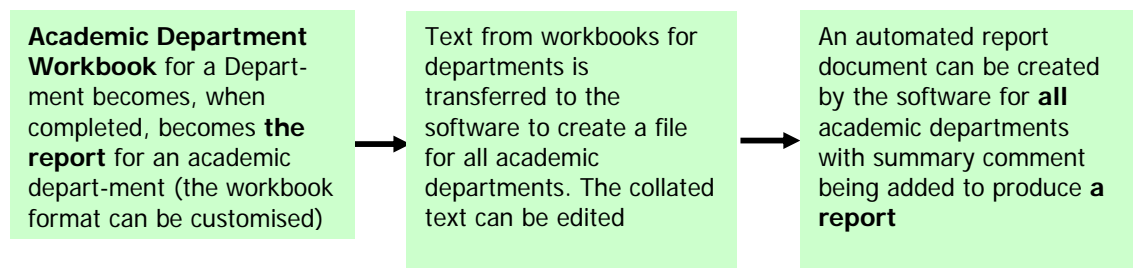 Academic Department
Workbook for a Depart-
ment becomes, when
completed, becomes the
report for an academic
depart-ment (the workbook
format can be customised)
Text from workbooks for
departments is
transferred to the
software to create a file
for all academic
departments. The collated
text can be edited
An automated report
document can be created
by the software for all
academic departments
with summary comment
being added to produce a
report